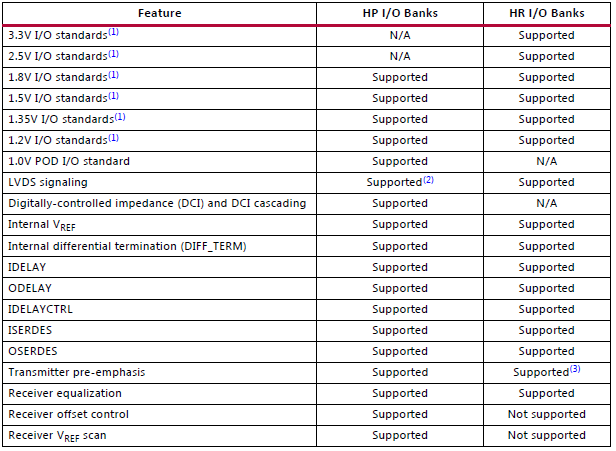 Feature HP I/O Banks HR I/O Banks
3.3V I/O standards(1) N/A Supported
2.5V I/O standards(1) N/A Supported
1.8V I/O standards(1) Supported Supported
1.5V I/O standards(1) Supported Supported
1.35V I/O standards(1) Supported Supported
1.2V I/O standards(1) Supported Supported
1.0V POD I/O standard Supported N/A
LVDS signaling Supported(2) Supported
Digitally-controlled impedance (DCI) and DCI cascading Supported N/A
Internal VREF Supported Supported
Internal differential termination (DIFF_TERM) Supported Supported
IDELAY Supported Supported
ODELAY Supported Supported
IDELAYCTRL Supported Supported
ISERDES Supported Supported
OSERDES Supported Supported
Transmitter pre-emphasis Supported Supported(3)
Receiver equalization Supported Supported
Receiver offset control Supported Not supported
Receiver VREF scan Supported Not supported